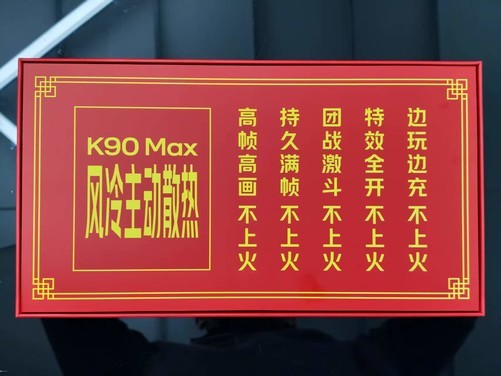 K90 Max
风冷主动散热
边玩边充 不上火
特效全开 不上火
团战激斗 不上火
持久满帧 不上火
高帧高画 不上火